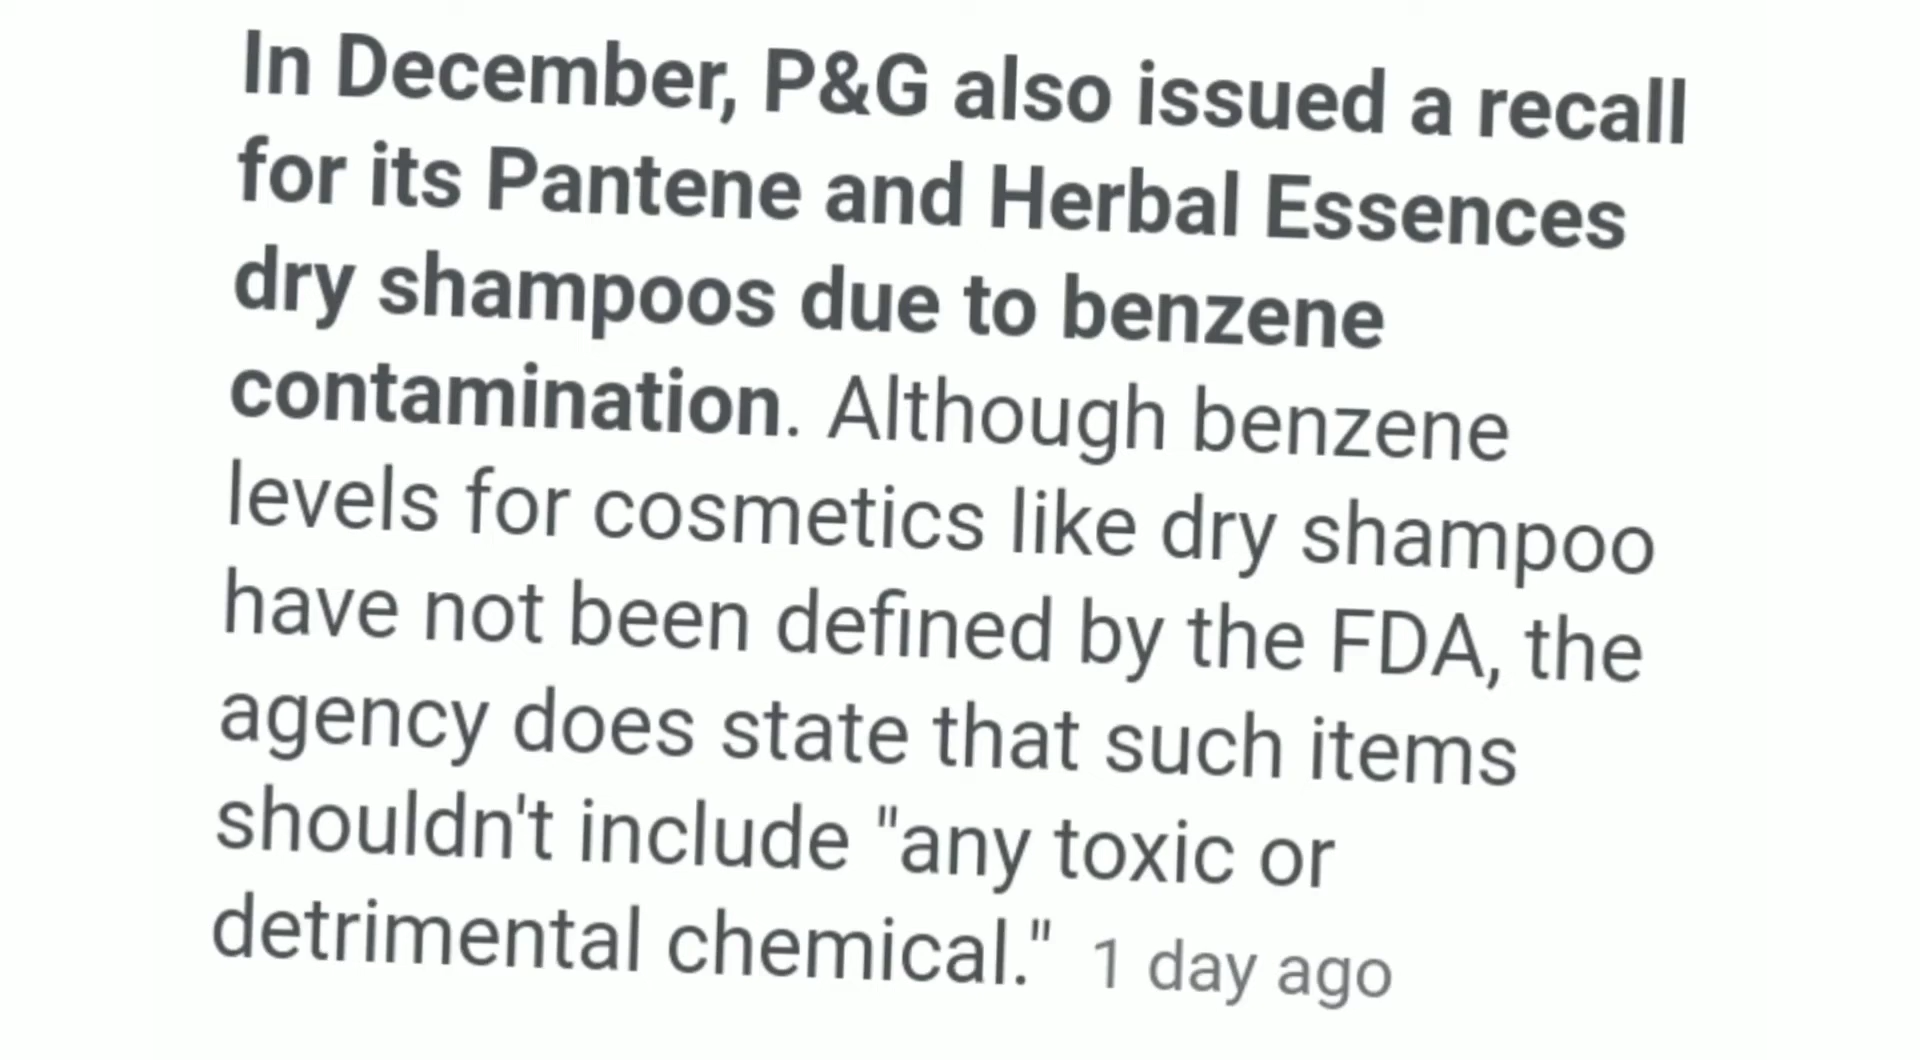 In December, P&G also issued a recall
for its Pantene and Herbal Essences
dry shampoos due to benzene
contamination. Although benzene
levels for cosmetics like dry shampoo
have not been defined by the FDA, the
agency does state that such items
shouldn't include "any toxic or
detrimental chemical." 1 day ago